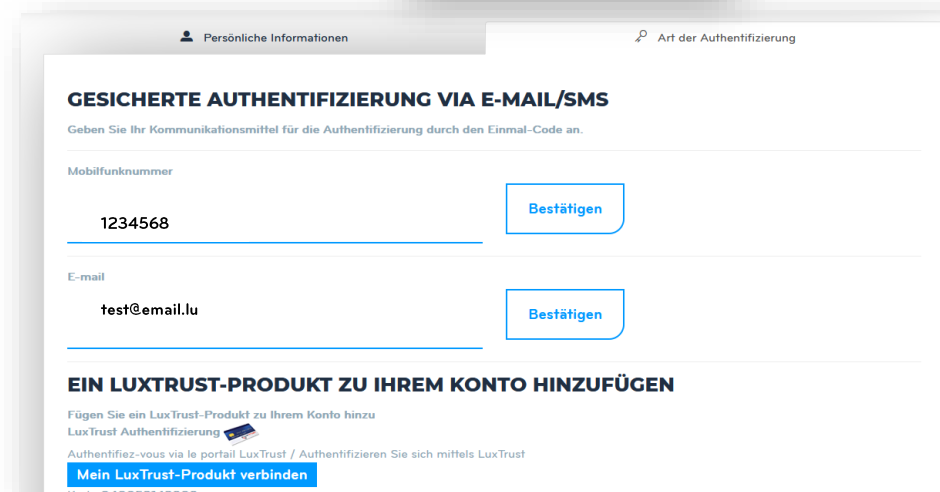 Persönliche Informationen
Art der Authentifizierung
GESICHERTE AUTHENTIFIZIERUNG VIA E-MAIL/SMS
Geben Sie Ihr Kommunikationsmittel für die Authentifizierung durch den Einmal-Code an.
Mobilfunknummer
1234568
Bestätigen
E-mail
test@email.lu
Bestätigen
EIN LUXTRUST-PRODUKT ZU IHREM KONTO HINZUFÜGEN
Fügen Sie ein LuxTrust-Produkt zu Ihrem Konto hinzu
LuxTrust Authentifizierung
Authentifiez-vous via le portail LuxTrust / Authentifizieren Sie sich mittels LuxTrust
Mein LuxTrust-Produkt verbinden